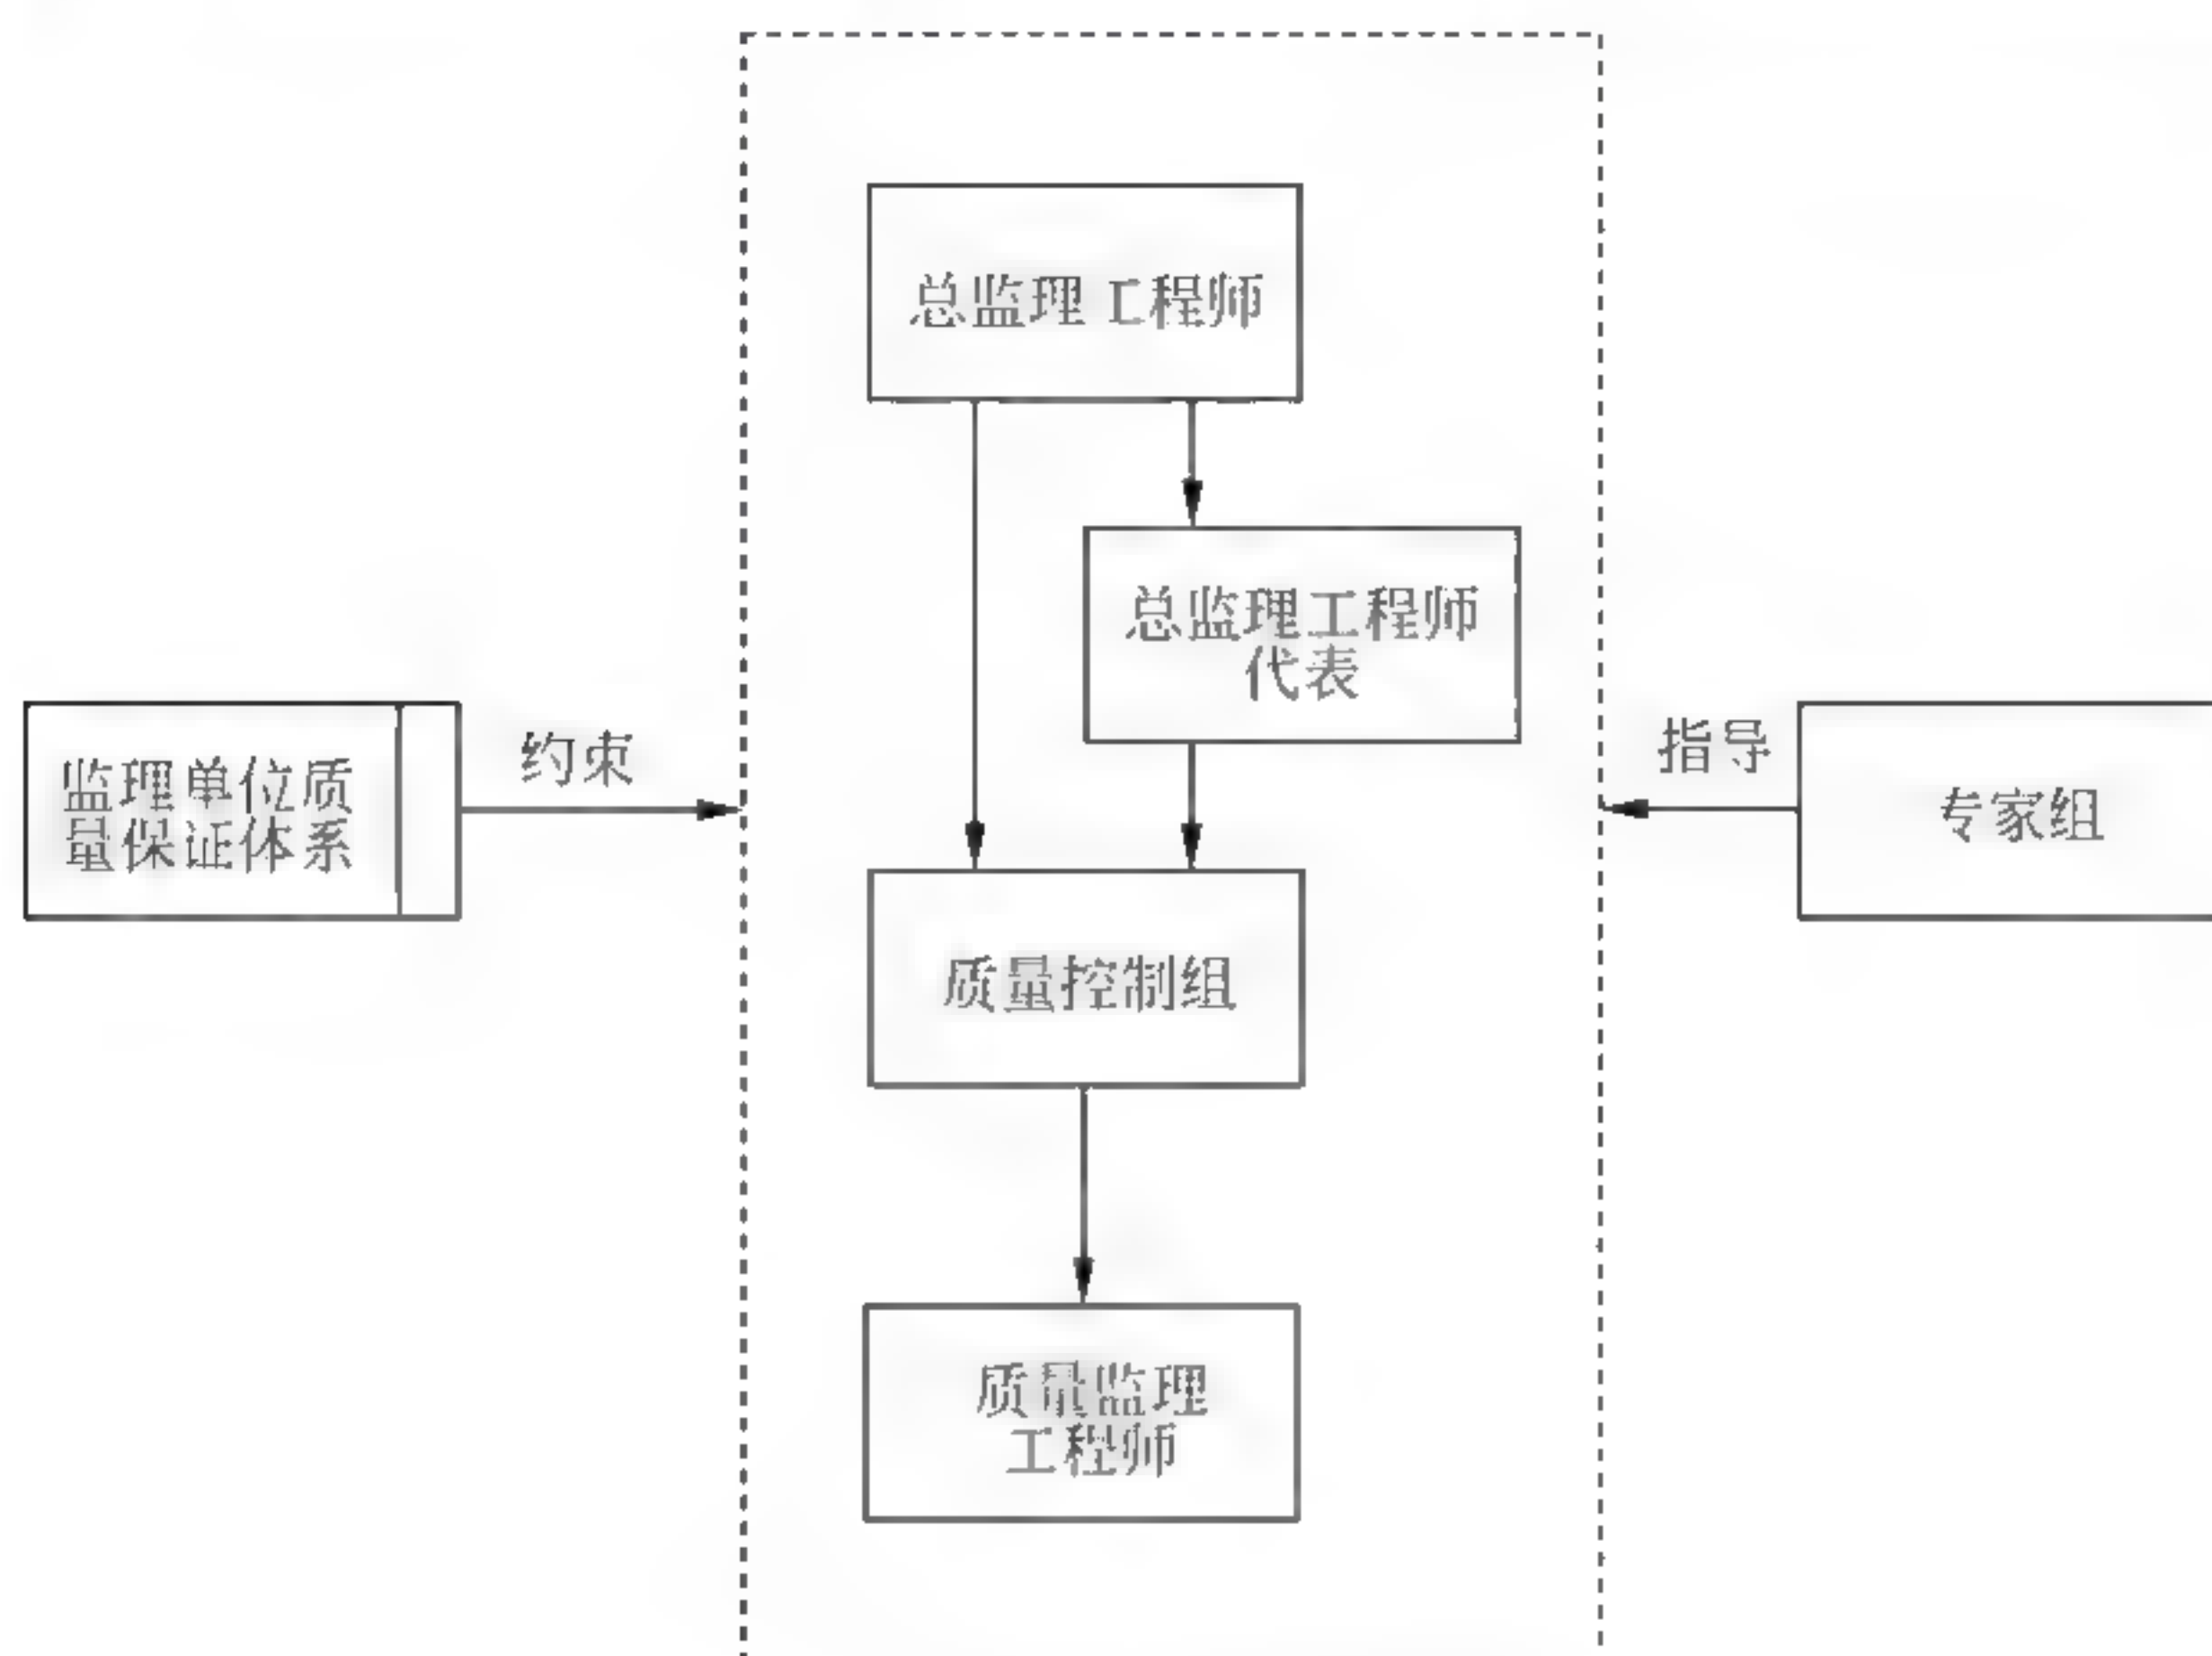 总监理工程师
总监理工程师
代表
监理单位质
量保证体系
约束
指导
专家组
质量控制组
质量监理
工程师